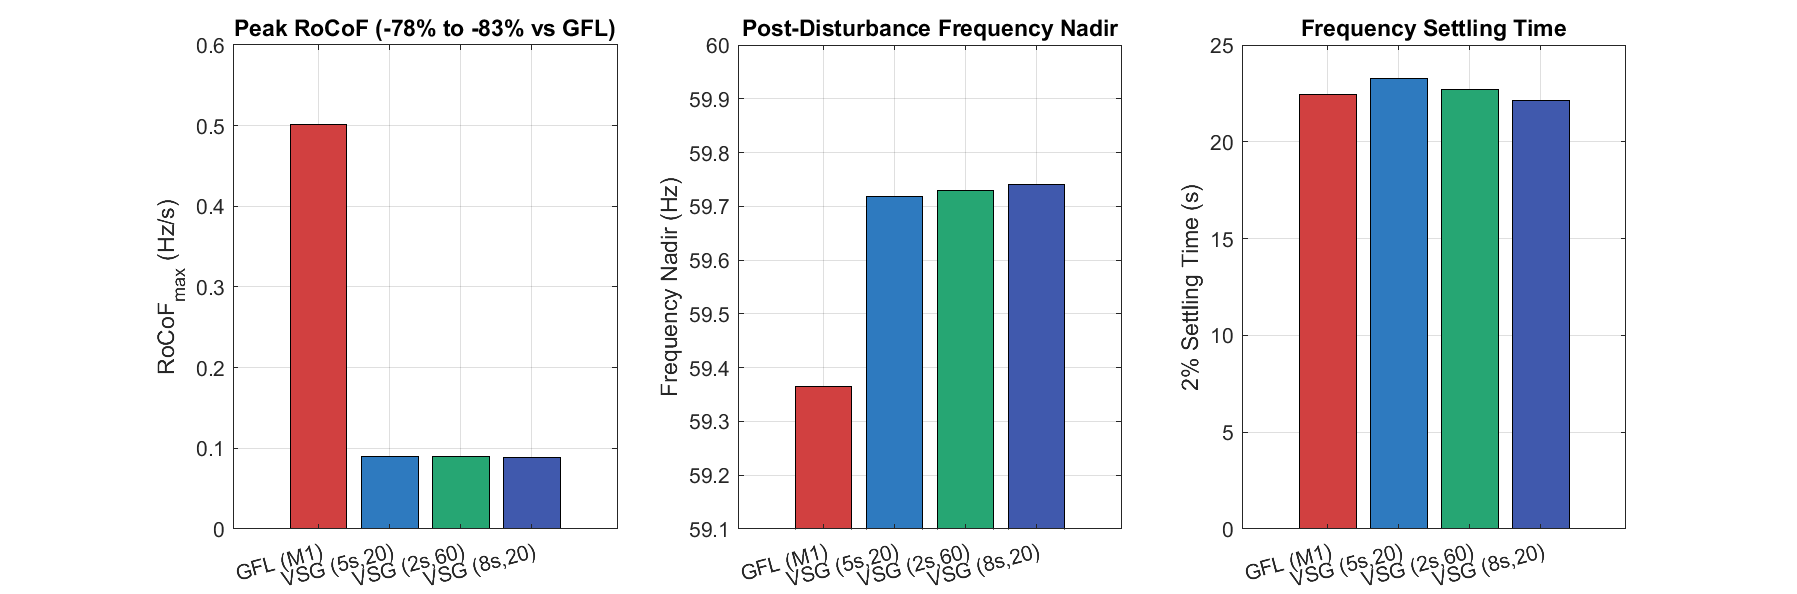 Peak RoCoF (-78% to -83% vs GFL)
RoCoF_max (Hz/s)
0.6
0.5
0.4
0.3
0.2
0.1
0
GFL (M1)
VSG (5s,20)
VSG (2s,60)
VSG (8s,20)
Post-Disturbance Frequency Nadir
Frequency Nadir (Hz)
60
59.9
59.8
59.7
59.6
59.5
59.4
59.3
59.2
59.1
GFL (M1)
VSG (5s,20)
VSG (2s,60)
VSG (8s,20)
Frequency Settling Time
2% Settling Time (s)
25
20
15
10
5
0
GFL (M1)
VSG (5s,20)
VSG (2s,60)
VSG (8s,20)